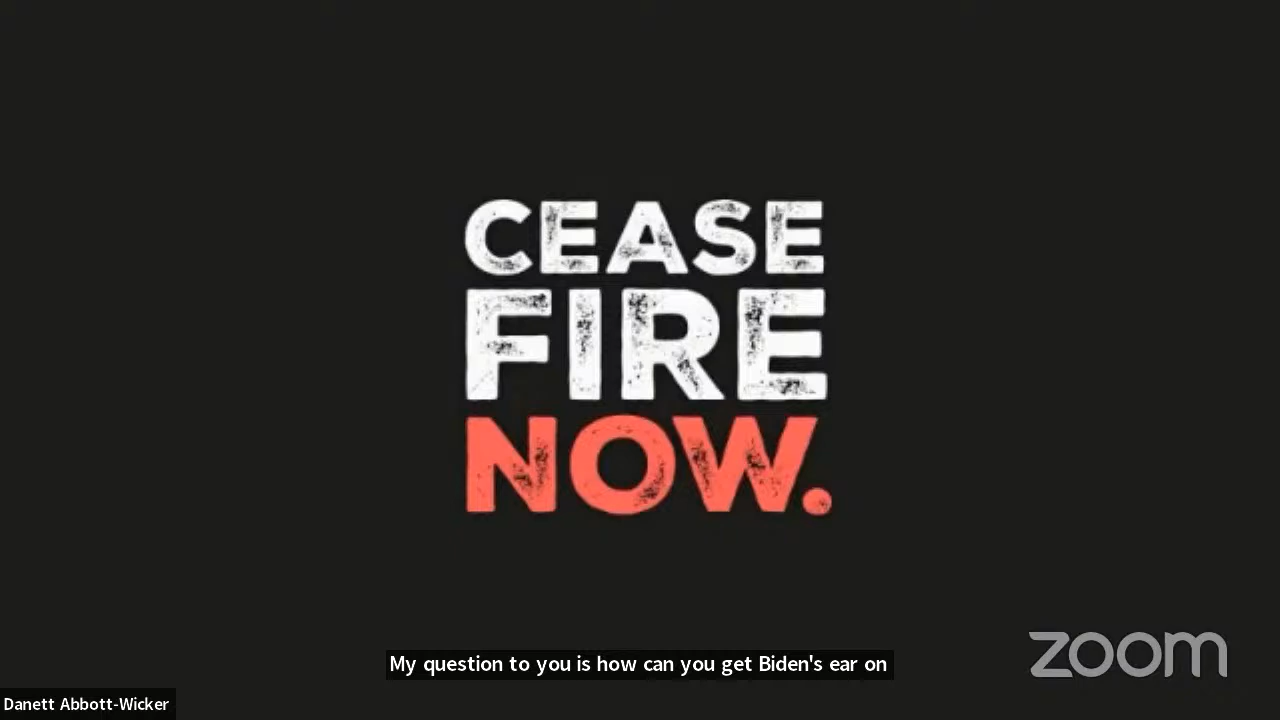 CEASE
FIRE
NOW.
My question to you is how can you get Biden's ear on
zoom
Danett Abbott-Wicker